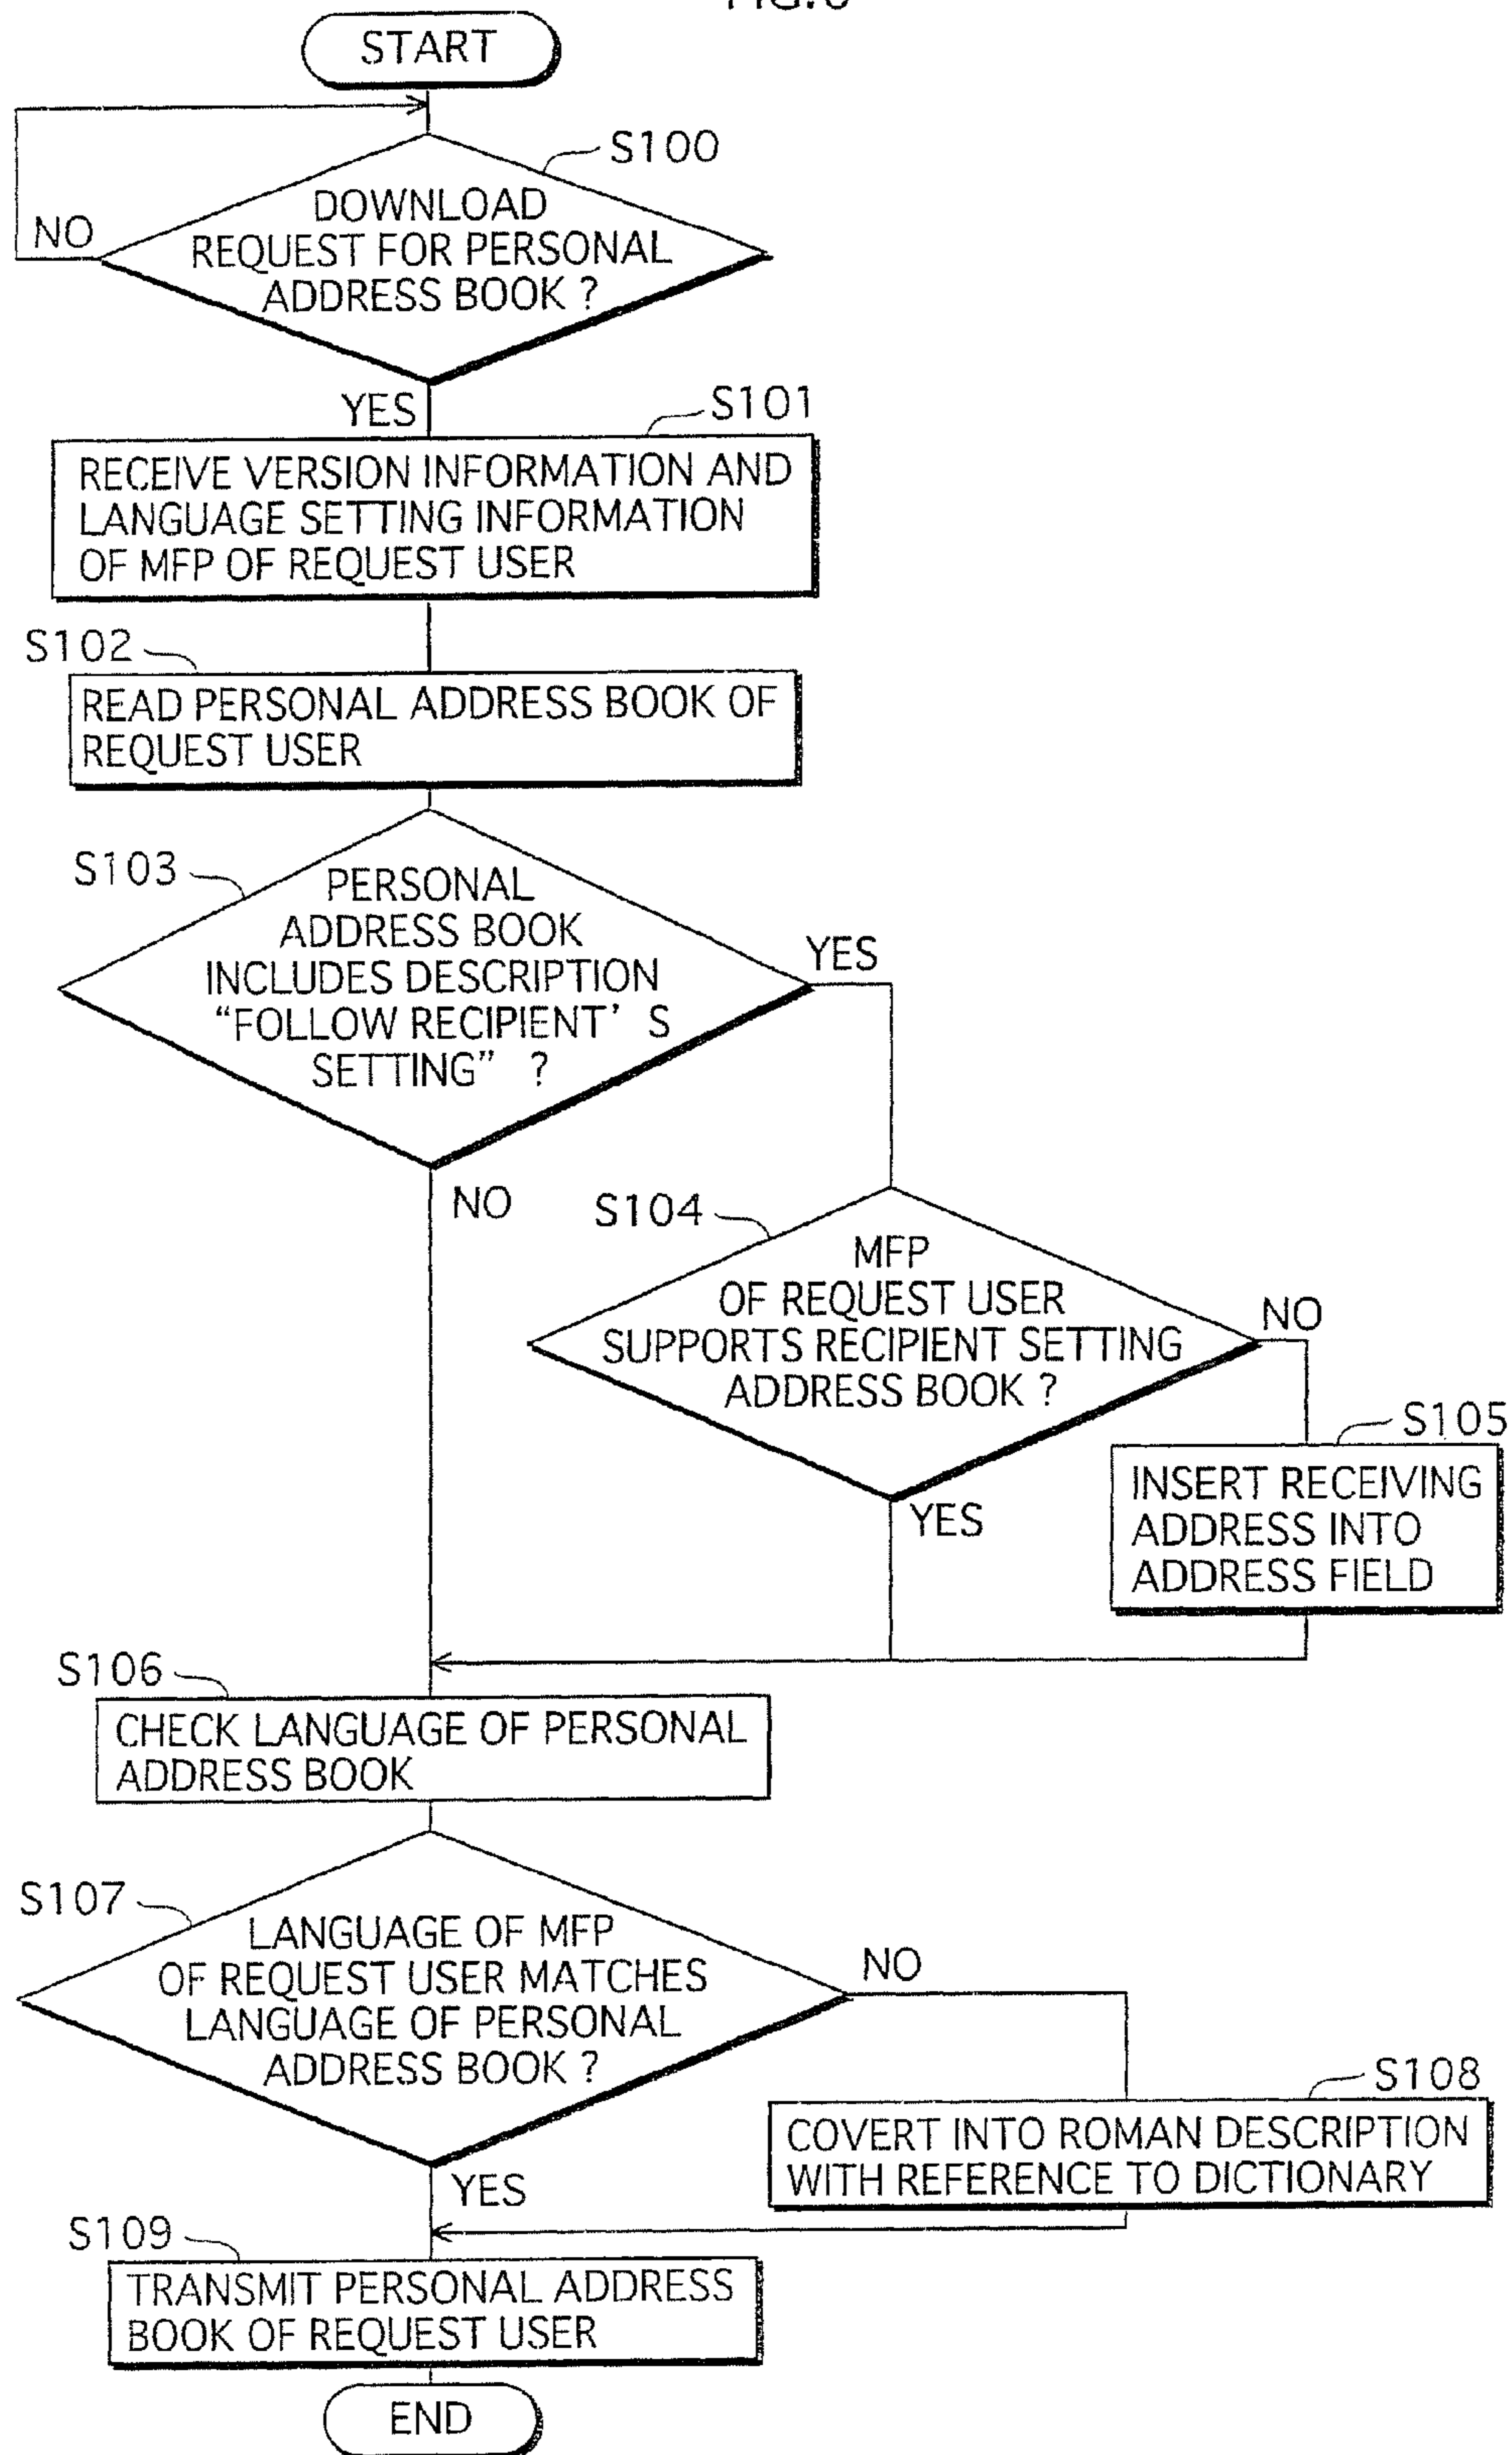 START
S100
DOWNLOAD
REQUEST FOR PERSONAL
ADDRESS BOOK ?
NO
YES
S101
RECEIVE VERSION INFORMATION AND
LANGUAGE SETTING INFORMATION
OF MFP OF REQUEST USER
S102
READ PERSONAL ADDRESS BOOK OF
REQUEST USER
S103
PERSONAL
ADDRESS BOOK
INCLUDES DESCRIPTION
“FOLLOW RECIPIENT’ S
SETTING” ?
YES
NO
S104
MFP
OF REQUEST USER
SUPPORTS RECIPIENT SETTING
ADDRESS BOOK ?
NO
YES
S105
INSERT RECEIVING
ADDRESS INTO
ADDRESS FIELD
S106
CHECK LANGUAGE OF PERSONAL
ADDRESS BOOK
S107
LANGUAGE OF MFP
OF REQUEST USER MATCHES
LANGUAGE OF PERSONAL
ADDRESS BOOK ?
NO
YES
S108
COVERT INTO ROMAN DESCRIPTION
WITH REFERENCE TO DICTIONARY
S109
TRANSMIT PERSONAL ADDRESS
BOOK OF REQUEST USER
END